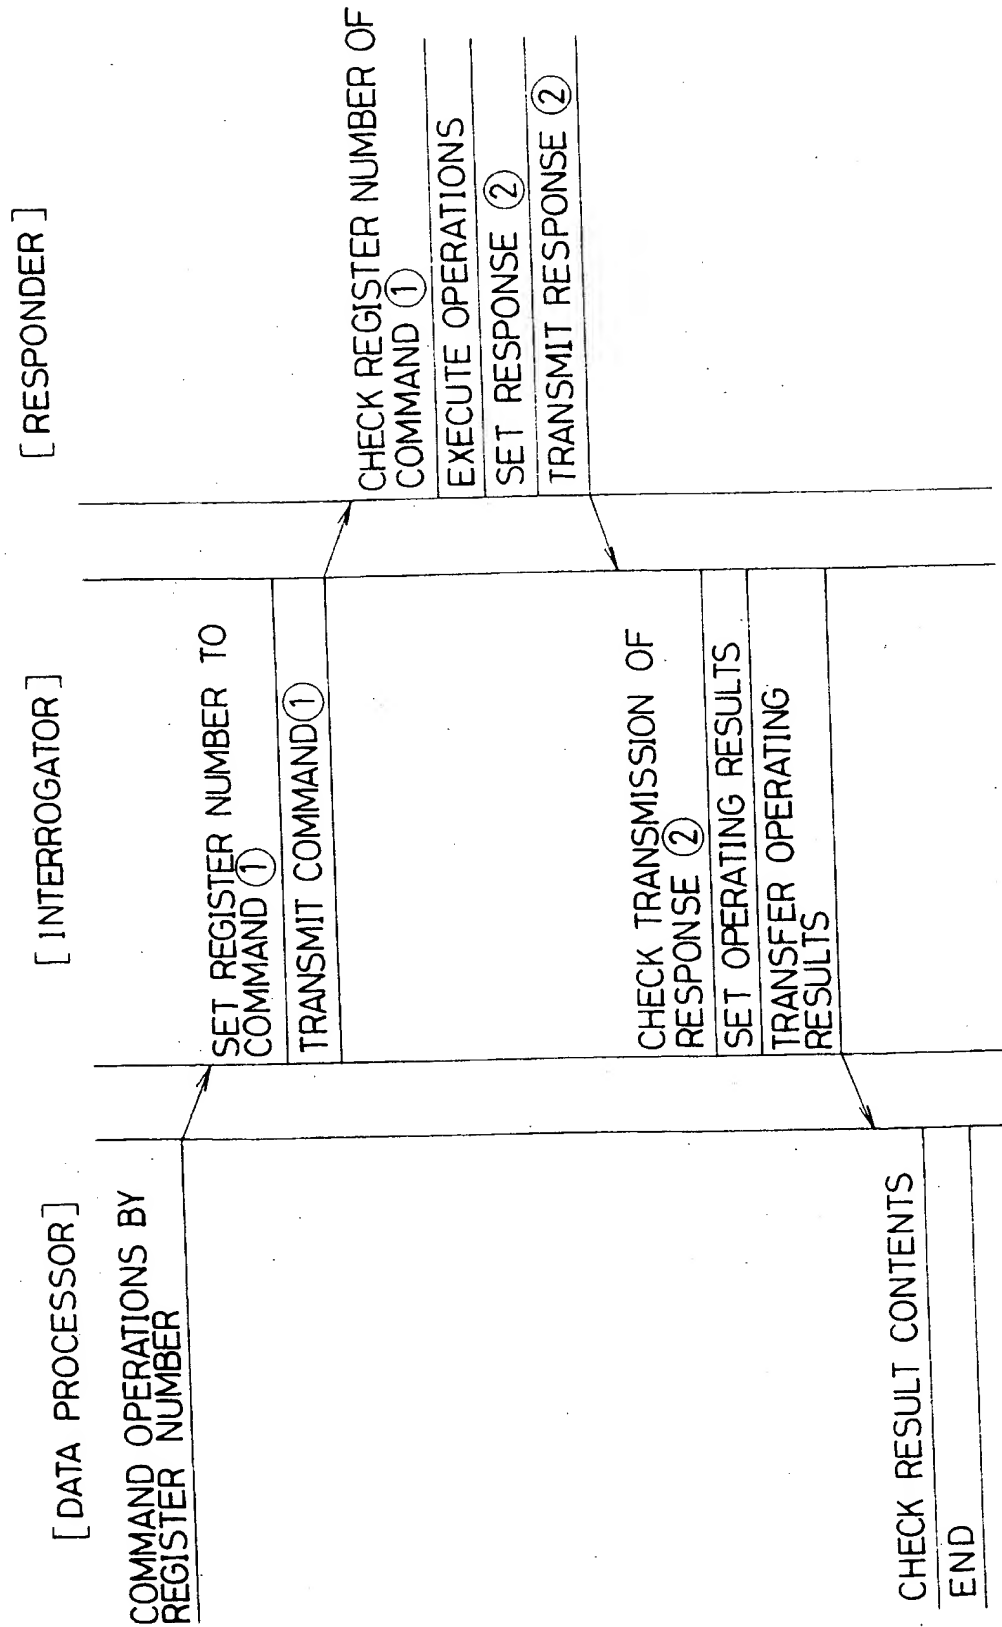 [DATA PROCESSOR]
COMMAND OPERATIONS BY
REGISTER NUMBER
CHECK RESULT CONTENTS
END
[INTERROGATOR]
SET REGISTER NUMBER TO
COMMAND ①
TRANSMIT COMMAND ①
CHECK TRANSMISSION OF
RESPONSE ②
SET OPERATING RESULTS
TRANSFER OPERATING
RESULTS
[RESPONDER]
CHECK REGISTER NUMBER OF
COMMAND ①
EXECUTE OPERATIONS
SET RESPONSE ②
TRANSMIT RESPONSE ②